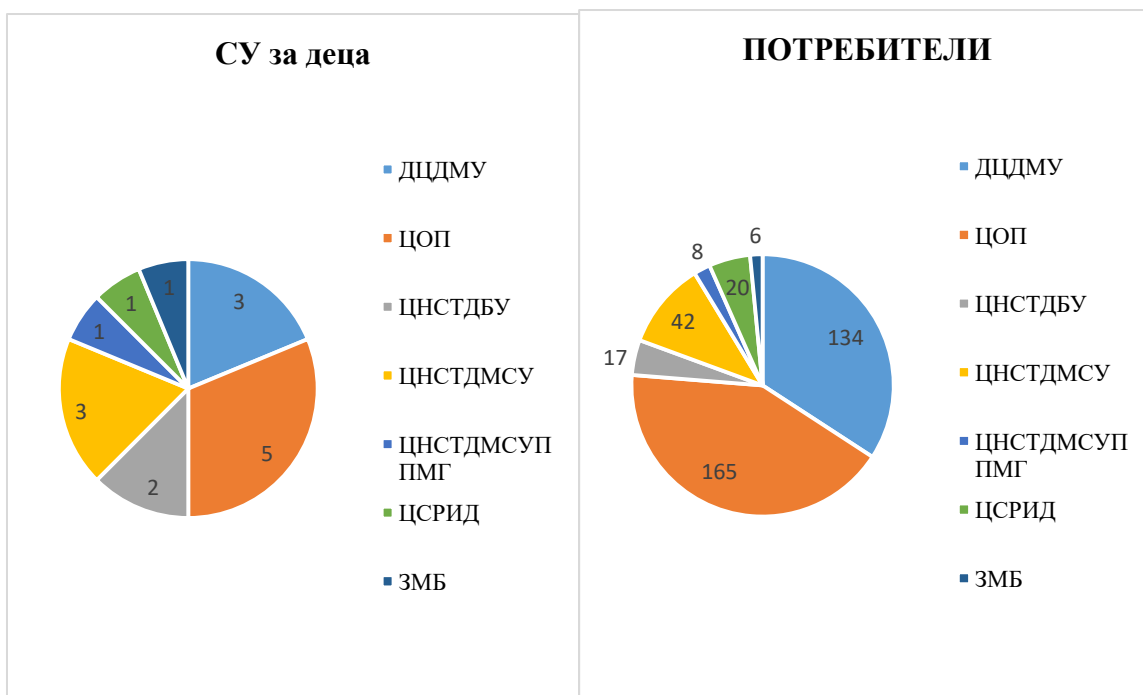 СУ за деца
ДЦДМУ
ЦОП
ЦНСТДБУ
ЦНСТДМСУ
ЦНСТДМСУП
ПМГ
ЦСРИД
ЗМБ
3
5
2
3
1
1
1
ПОТРЕБИТЕЛИ
ДЦДМУ
ЦОП
ЦНСТДБУ
ЦНСТДМСУ
ЦНСТДМСУП
ПМГ
ЦСРИД
ЗМБ
134
165
17
42
8
20
6